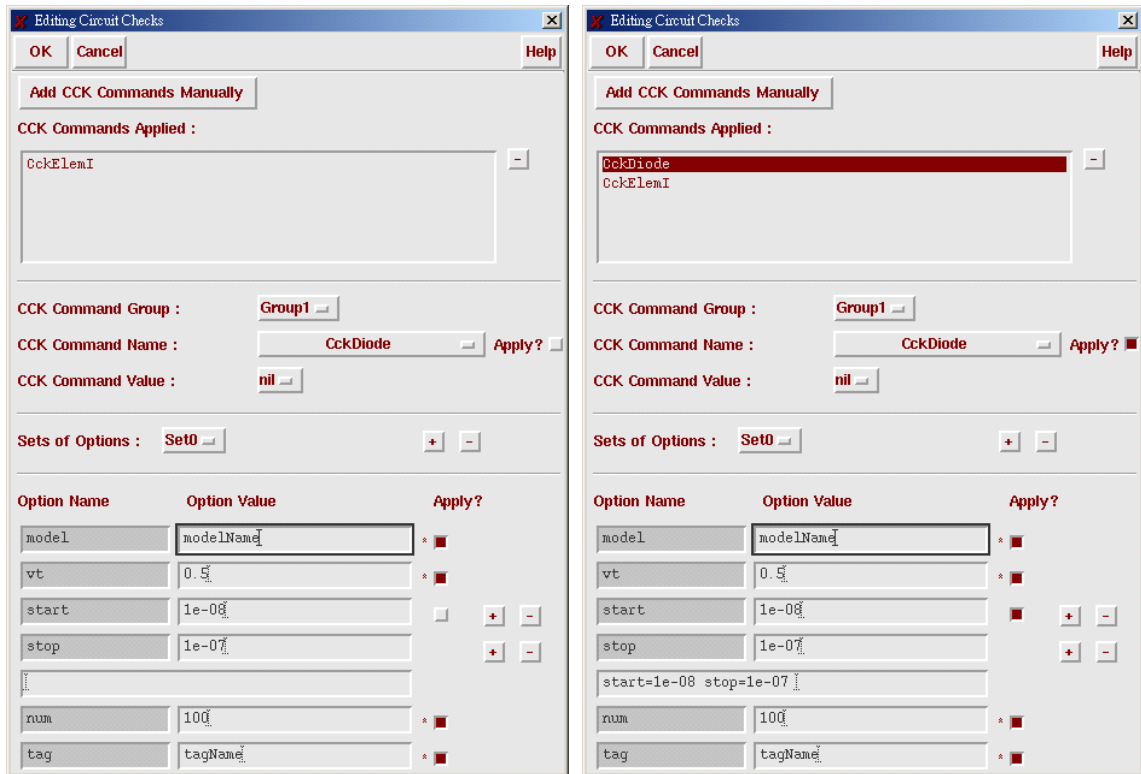 Editing Circuit Checks
OK Cancel Help
Add CCK Commands Manually
CCK Commands Applied :
CckElemI
-
CCK Command Group : Group1
CCK Command Name : CckDiode Apply?
CCK Command Value : nil
Sets of Options : Set0 + -
Option Name Option Value Apply?
model modelName *
vt 0.5 *
start 1e-08 + -
stop 1e-07 + -
num 100 *
tag tagName *
Editing Circuit Checks
OK Cancel Help
Add CCK Commands Manually
CCK Commands Applied :
CckDiode -
CckElemI
CCK Command Group : Group1
CCK Command Name : CckDiode Apply?
CCK Command Value : nil
Sets of Options : Set0 + -
Option Name Option Value Apply?
model modelName *
vt 0.5 *
start 1e-08 + -
stop 1e-07 + -
start=1e-08 stop=1e-07
num 100 *
tag tagName *